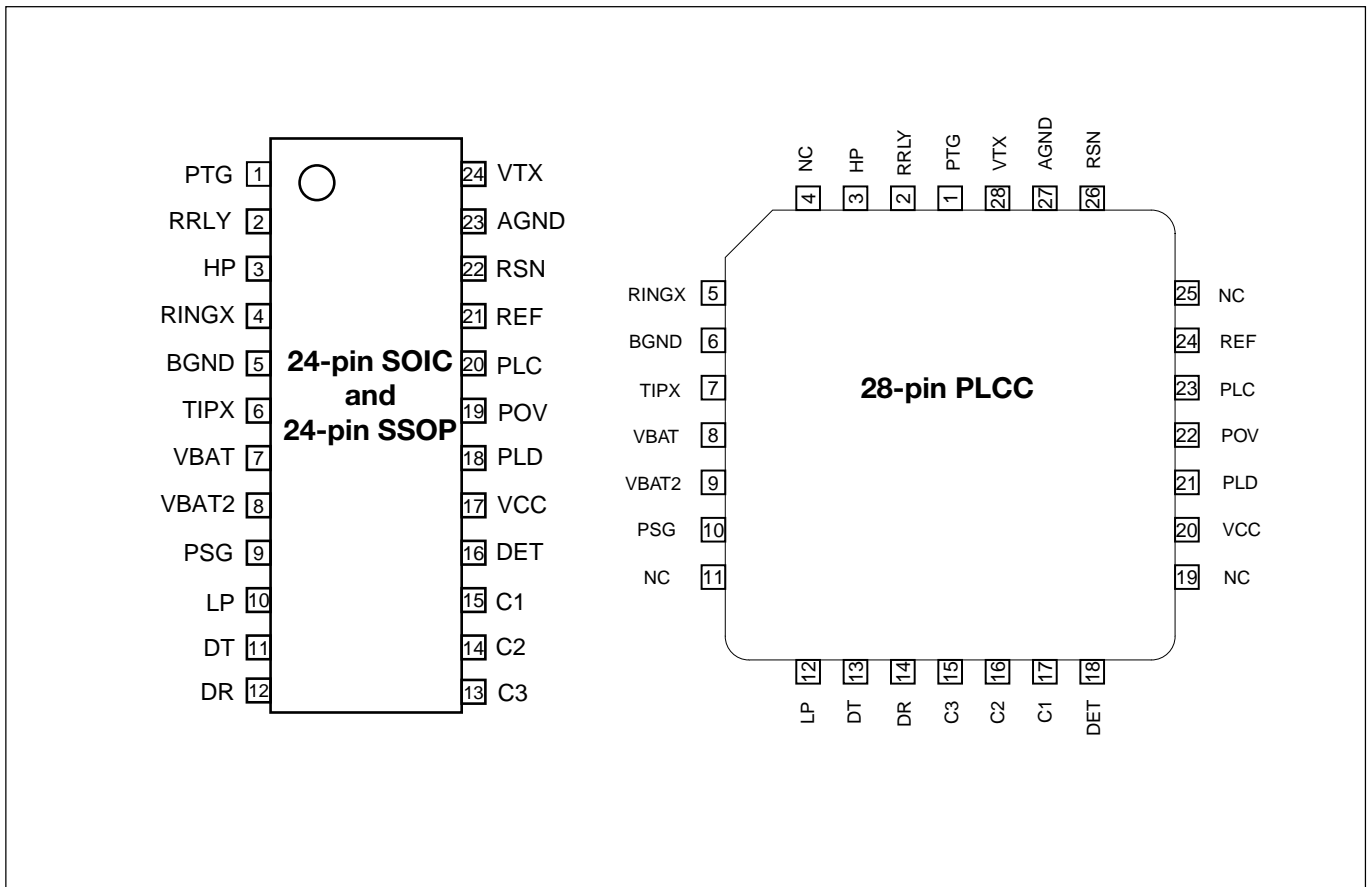 PTG 1
RRLY 2
HP 3
RINGX 4
BGND 5
TIPX 6
VBAT 7
VBAT2 8
PSG 9
LP 10
DT 11
DR 12
24-pin SOIC
and
24-pin SSOP
24 VTX
23 AGND
22 RSN
21 REF
20 PLC
19 POV
18 PLD
17 VCC
16 DET
15 C1
14 C2
13 C3
NC HP RRLY PTG VTX AGND RSN
4 3 2 1 28 27 26
RINGX 5
BGND 6
TIPX 7
VBAT 8
VBAT2 9
PSG 10
NC 11
28-pin PLCC
25 NC
24 REF
23 PLC
22 POV
21 PLD
20 VCC
19 NC
12 13 14 15 16 17 18
LP DT DR C3 C2 C1 DET